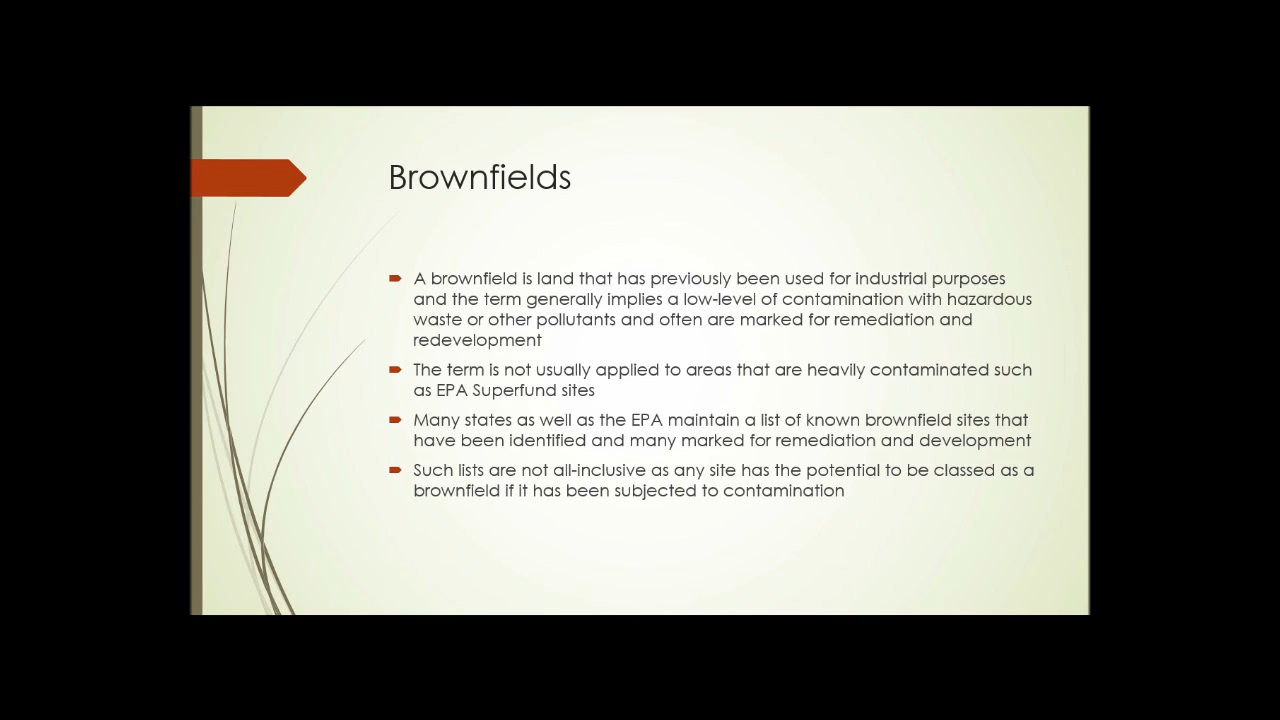 Brownfields
A brownfield is land that has previously been used for industrial purposes
and the term generally implies a low-level of contamination with hazardous
waste or other pollutants and often are marked for remediation and
redevelopment
The term is not usually applied to areas that are heavily contaminated such
as EPA Superfund sites
Many states as well as the EPA maintain a list of known brownfield sites that
have been identified and many marked for remediation and development
Such lists are not all-inclusive as any site has the potential to be classed as a
brownfield if it has been subjected to contamination